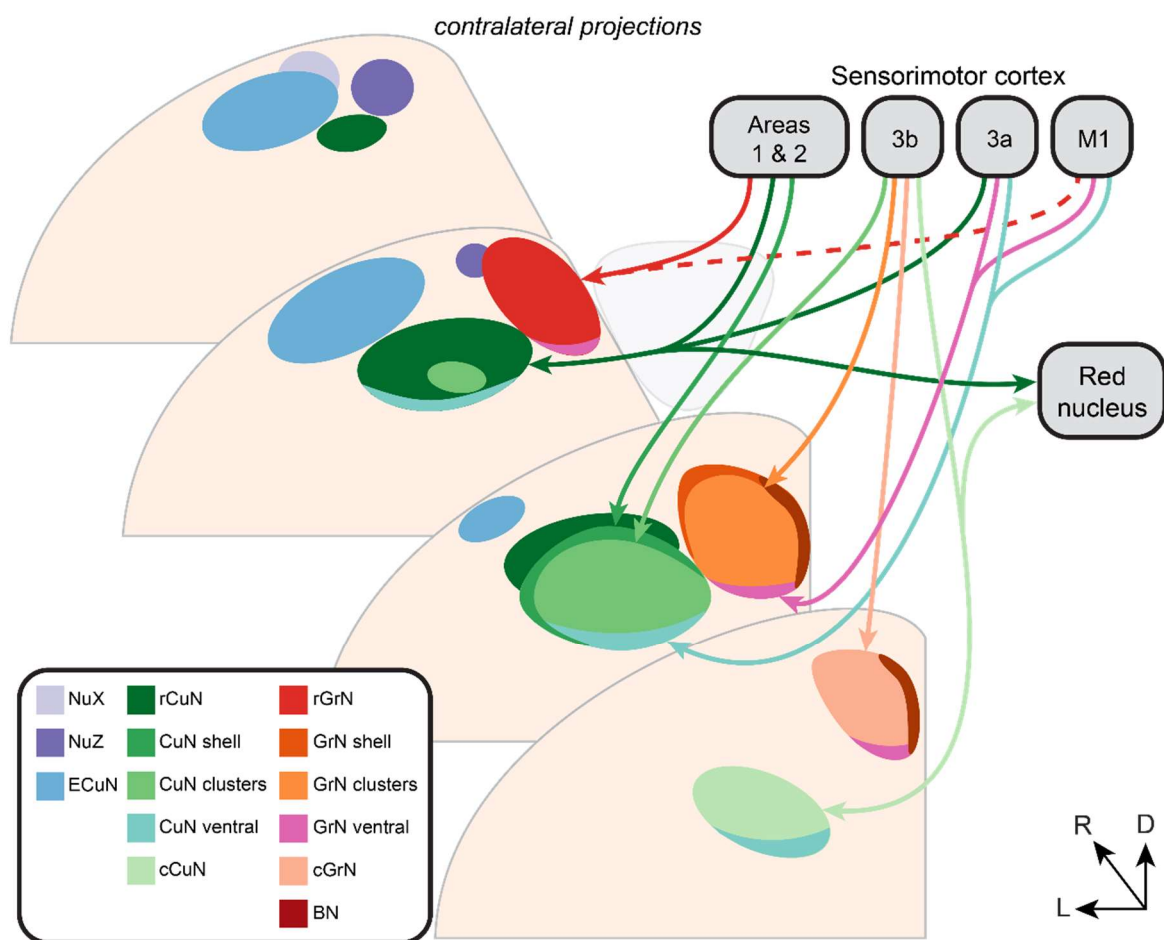 contralateral projections
Sensorimotor cortex
Areas
1 & 2
3b
3a
M1
Red
nucleus
NuX
rCuN
rGrN
NuZ
CuN shell
GrN shell
ECuN
CuN clusters
GrN clusters
CuN ventral
GrN ventral
cCuN
cGrN
BN
R
D
L